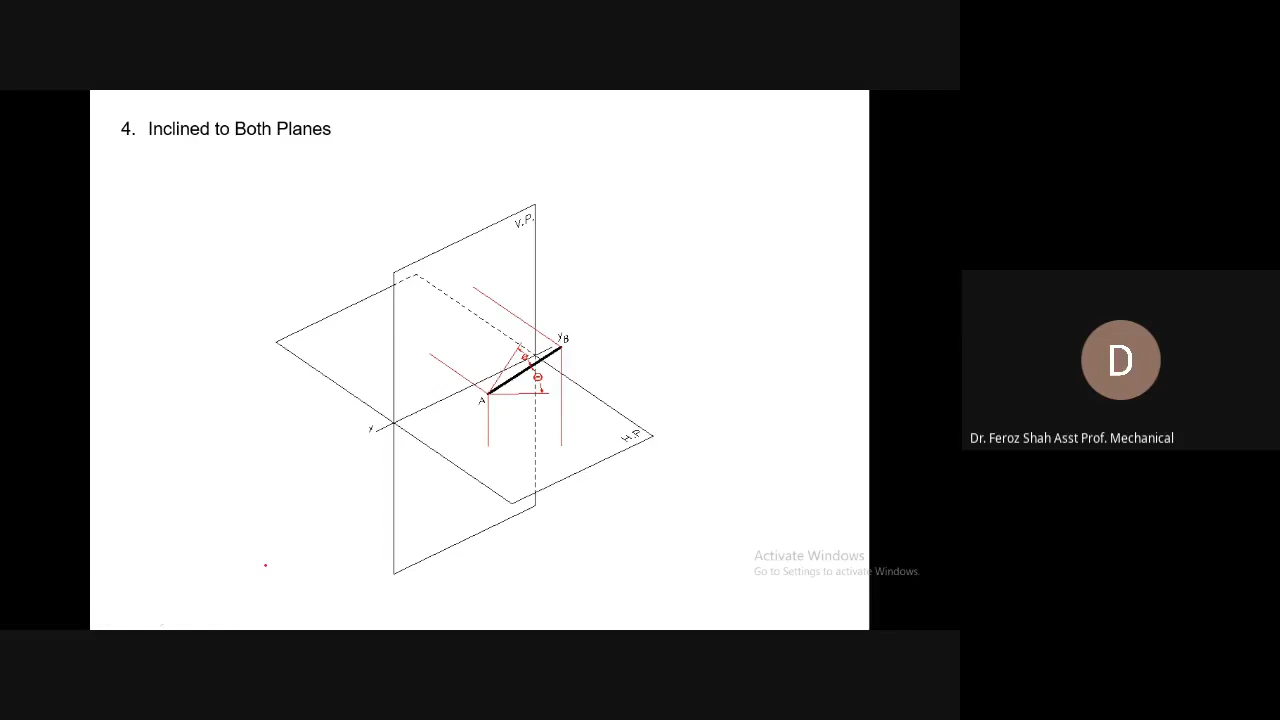 4. Inclined to Both Planes
V.P.
y
B
Θ
A
x
H.P
D
Dr. Feroz Shah Asst Prof. Mechanical
Activate Windows
Go to Settings to activate Windows.